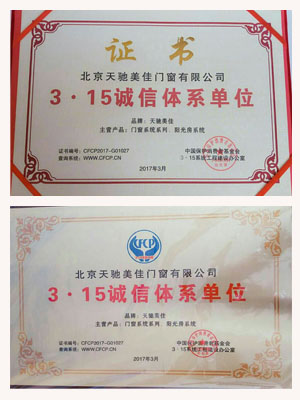 证书
北京天驰美佳门窗有限公司
3·15诚信体系单位
品牌：天驰美佳
主营产品：门窗系统系列、阳光房系统
证书编号：CFCP2017-G01027
查询系统：WWW.CFCP.CN
中国保护消费者基金会
3·15系统工程建设办公室
2017年3月
CFCP
北京天驰美佳门窗有限公司
3·15诚信体系单位
品牌：天驰美佳
主营产品：门窗系统系列、阳光房系统
证书编号：CFCP2017-G01027
查询系统：WWW.CFCP.CN
中国保护消费者基金会
3·15系统工程建设办公室
2017年3月